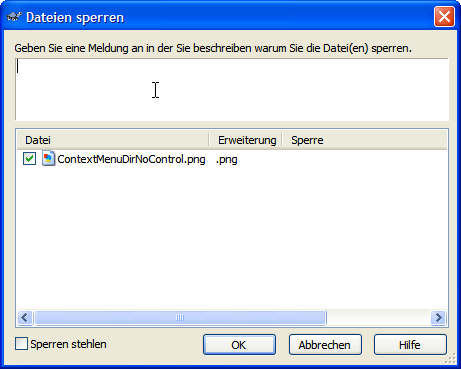 Dateien sperren
Geben Sie eine Meldung an in der Sie beschreiben warum Sie die Datei(en) sperren.
Datei Erweiterung Sperre
ContextMenuDirNoControl.png .png
Sperren stehlen OK Abbrechen Hilfe